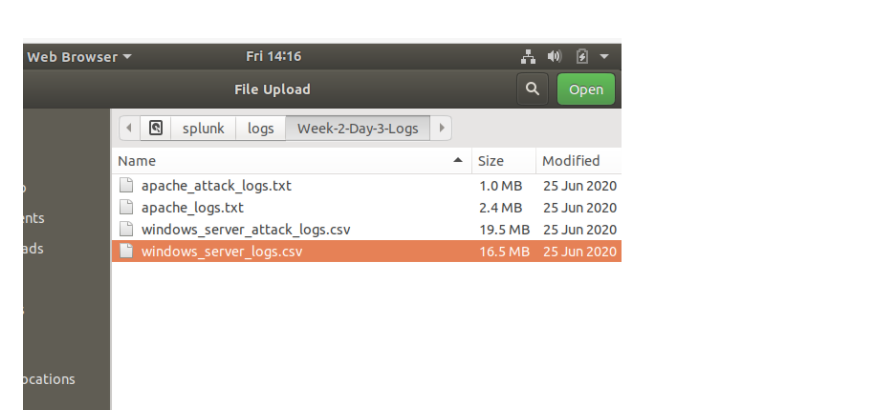 Web Browser Fri 14:16
File Upload Open
splunk logs Week-2-Day-3-Logs
Name Size Modified
apache_attack_logs.txt 1.0 MB 25 Jun 2020
apache_logs.txt 2.4 MB 25 Jun 2020
ents
windows_server_attack_logs.csv 19.5 MB 25 Jun 2020
ads
windows_server_logs.csv 16.5 MB 25 Jun 2020
ocations